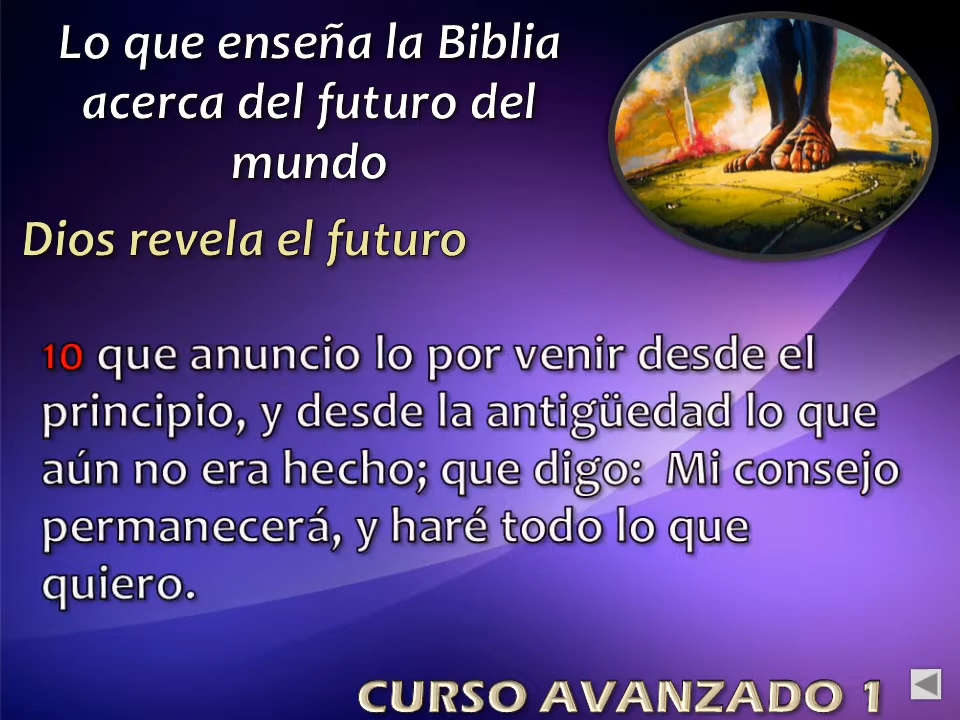 Lo que enseña la Biblia
acerca del futuro del
mundo
Dios revela el futuro
10 que anuncio lo por venir desde el
principio, y desde la antigüedad lo que
aún no era hecho; que digo:  Mi consejo
permanecerá, y haré todo lo que
quiero.
CURSO AVANZADO 1